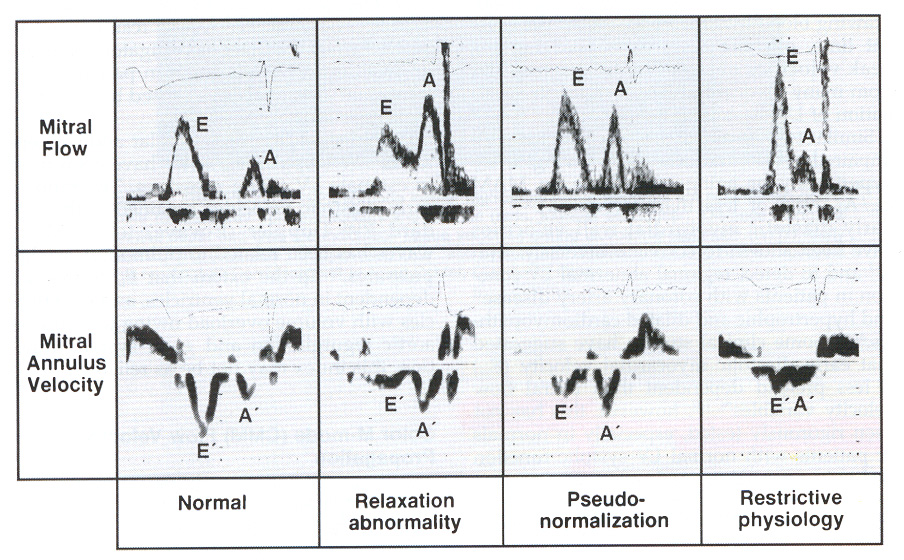 Mitral
Flow
E
A
E
A
E
A
E
A
Mitral
Annulus
Velocity
E´
A´
E´
A´
E´
A´
E´ A´
Normal
Relaxation
abnormality
Pseudo-
normalization
Restrictive
physiology